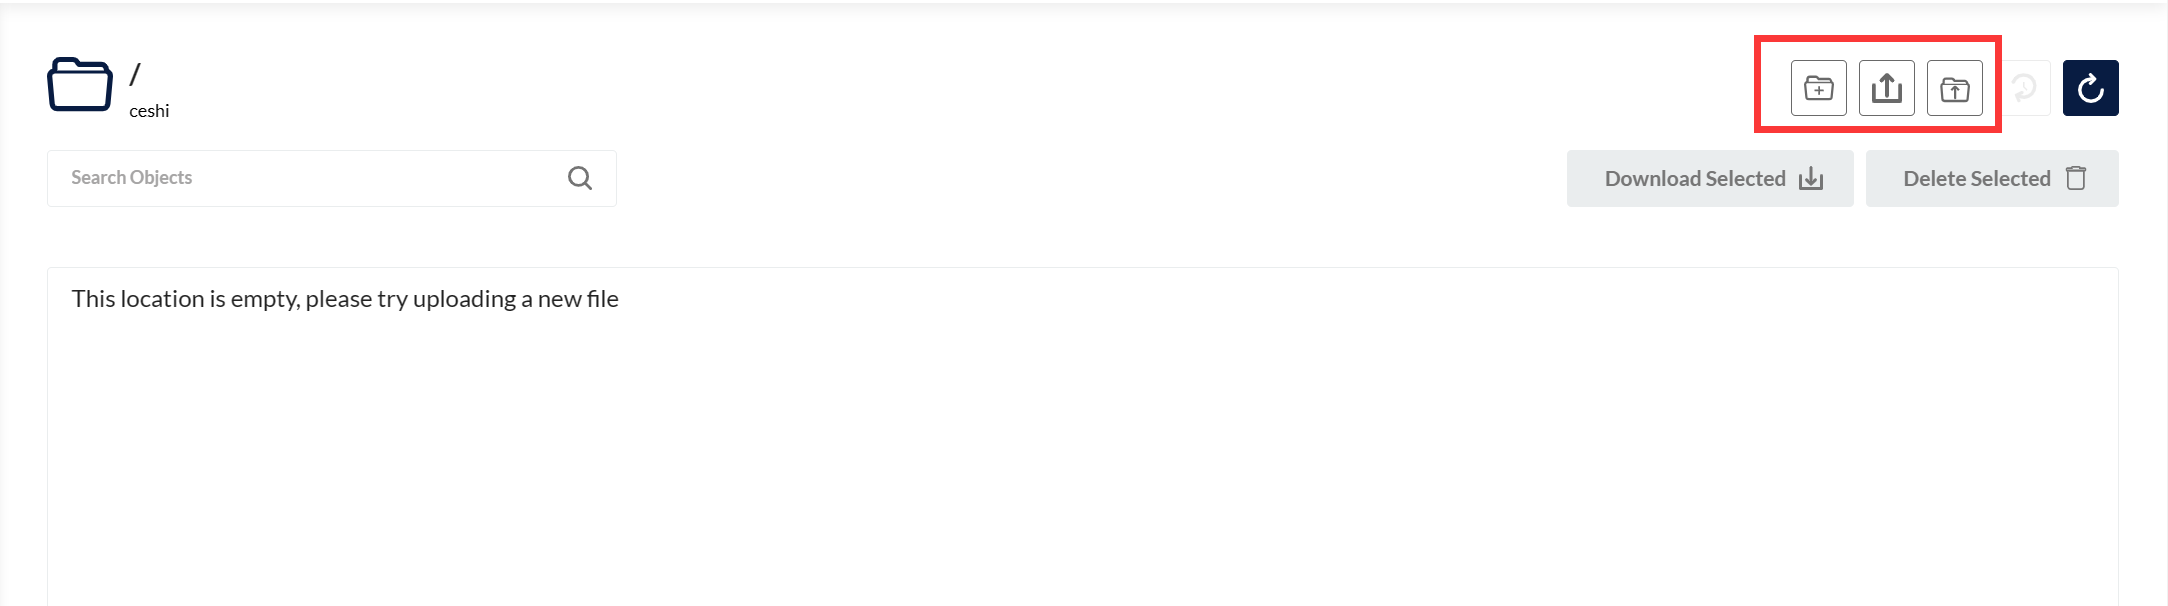 /
ceshi
Search Objects
Download Selected
Delete Selected
This location is empty, please try uploading a new file